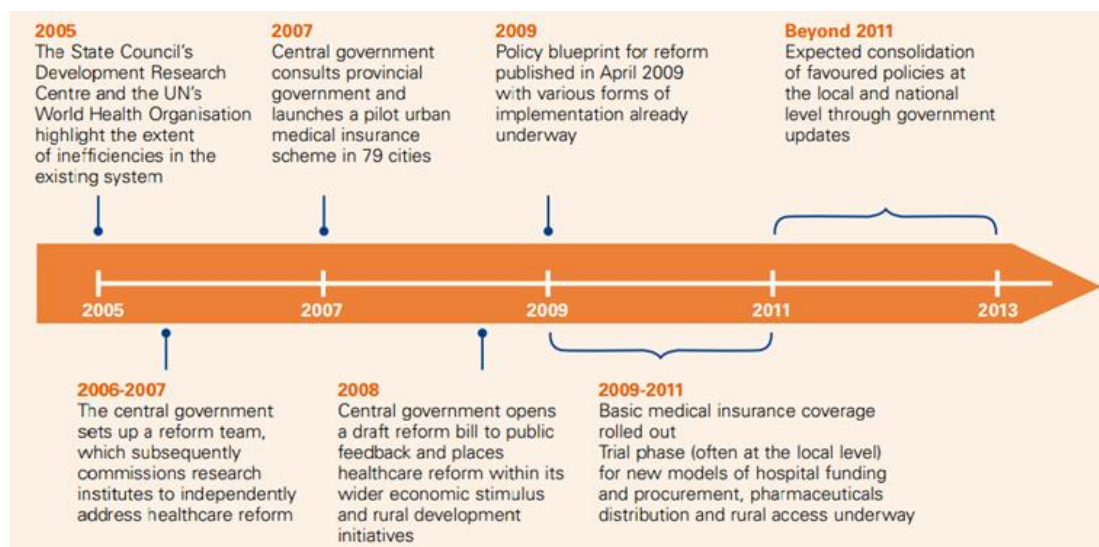 2005
The State Council's
Development Research
Centre and the UN's
World Health Organisation
highlight the extent
of inefficiencies in the
existing system
2007
Central government
consults provincial
government and
launches a pilot urban
medical insurance
scheme in 79 cities
2009
Policy blueprint for reform
published in April 2009
with various forms of
implementation already
underway
Beyond 2011
Expected consolidation
of favoured policies at
the local and national
level through government
updates
2005
2007
2009
2011
2013
2006-2007
The central government
sets up a reform team,
which subsequently
commissions research
institutes to independently
address healthcare reform
2008
Central government opens
a draft reform bill to public
feedback and places
healthcare reform within its
wider economic stimulus
and rural development
initiatives
2009-2011
Basic medical insurance coverage
rolled out
Trial phase (often at the local level)
for new models of hospital funding
and procurement, pharmaceuticals
distribution and rural access underway